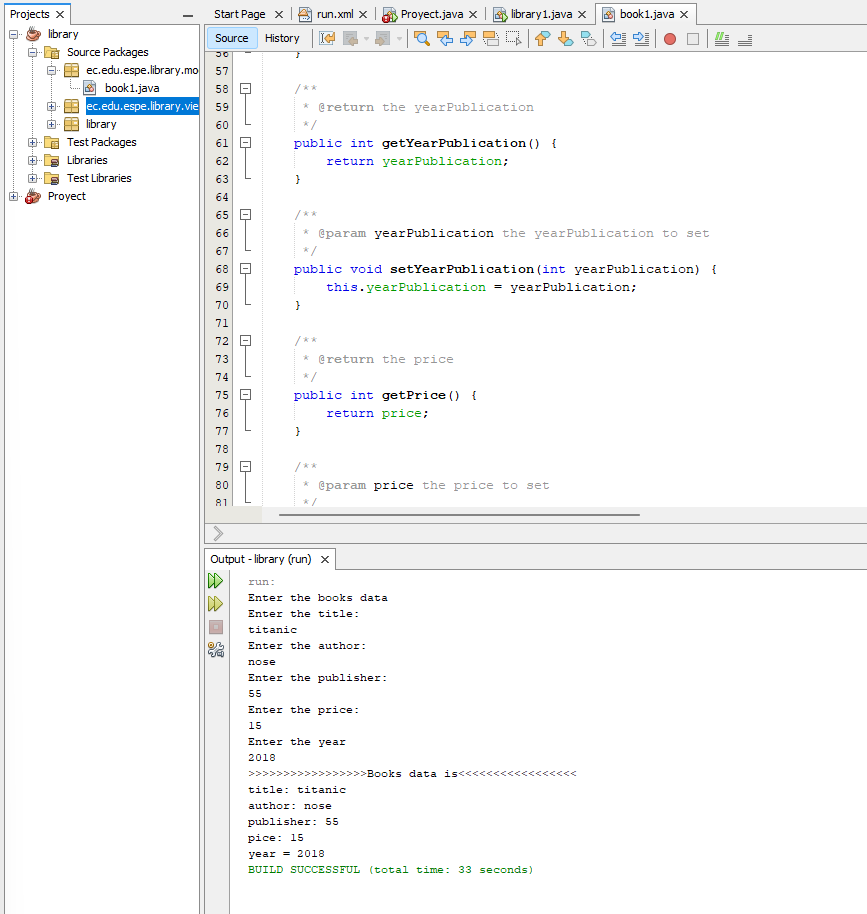 Projects
library
Source Packages
ec.edu.espe.library.mo
book1.java
ec.edu.espe.library.vie
library
Test Packages
Libraries
Test Libraries
Proyect
Start Page run.xml Proyect.java library1.java book1.java
Source History
56 }
57
58 /**
59 * @return the yearPublication
60 */
61 public int getYearPublication() {
62 return yearPublication;
63 }
64
65 /**
66 * @param yearPublication the yearPublication to set
67 */
68 public void setYearPublication(int yearPublication) {
69 this.yearPublication = yearPublication;
70 }
71
72 /**
73 * @return the price
74 */
75 public int getPrice() {
76 return price;
77 }
78
79 /**
80 * @param price the price to set
81 */
Output - library (run)
run:
Enter the books data
Enter the title:
titanic
Enter the author:
nose
Enter the publisher:
55
Enter the price:
15
Enter the year
2018
>>>>>>>>>>>>>>>>>Books data is<<<<<<<<<<<<<<<<<
title: titanic
author: nose
publisher: 55
pice: 15
year = 2018
BUILD SUCCESSFUL (total time: 33 seconds)